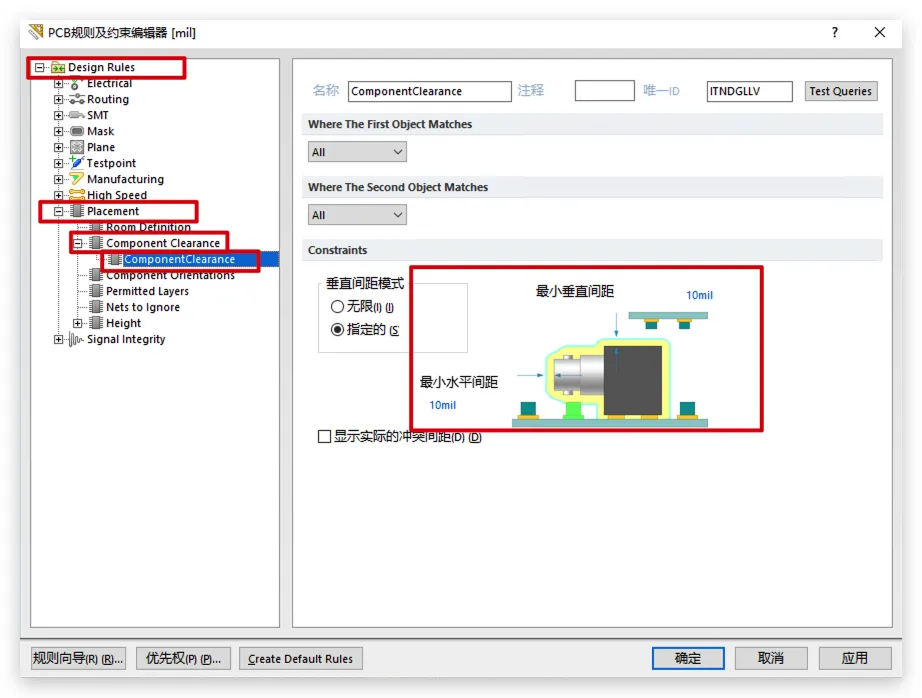 PCB规则及约束编辑器 [mil]
?
Design Rules
Electrical
Routing
SMT
Mask
Plane
Testpoint
Manufacturing
High Speed
Placement
Room Definition
Component Clearance
ComponentClearance
Component Orientations
Permitted Layers
Nets to Ignore
Height
Signal Integrity
名称 ComponentClearance 注释 唯一ID ITNDGLLV Test Queries
Where The First Object Matches
All
Where The Second Object Matches
All
Constraints
垂直间距模式
无限(I) (I)
指定的 (S
最小垂直间距
10mil
最小水平间距
10mil
显示实际的冲突间距(D) (D)
规则向导(R) (R)... 优先权(P) (P)... Create Default Rules 确定 取消 应用